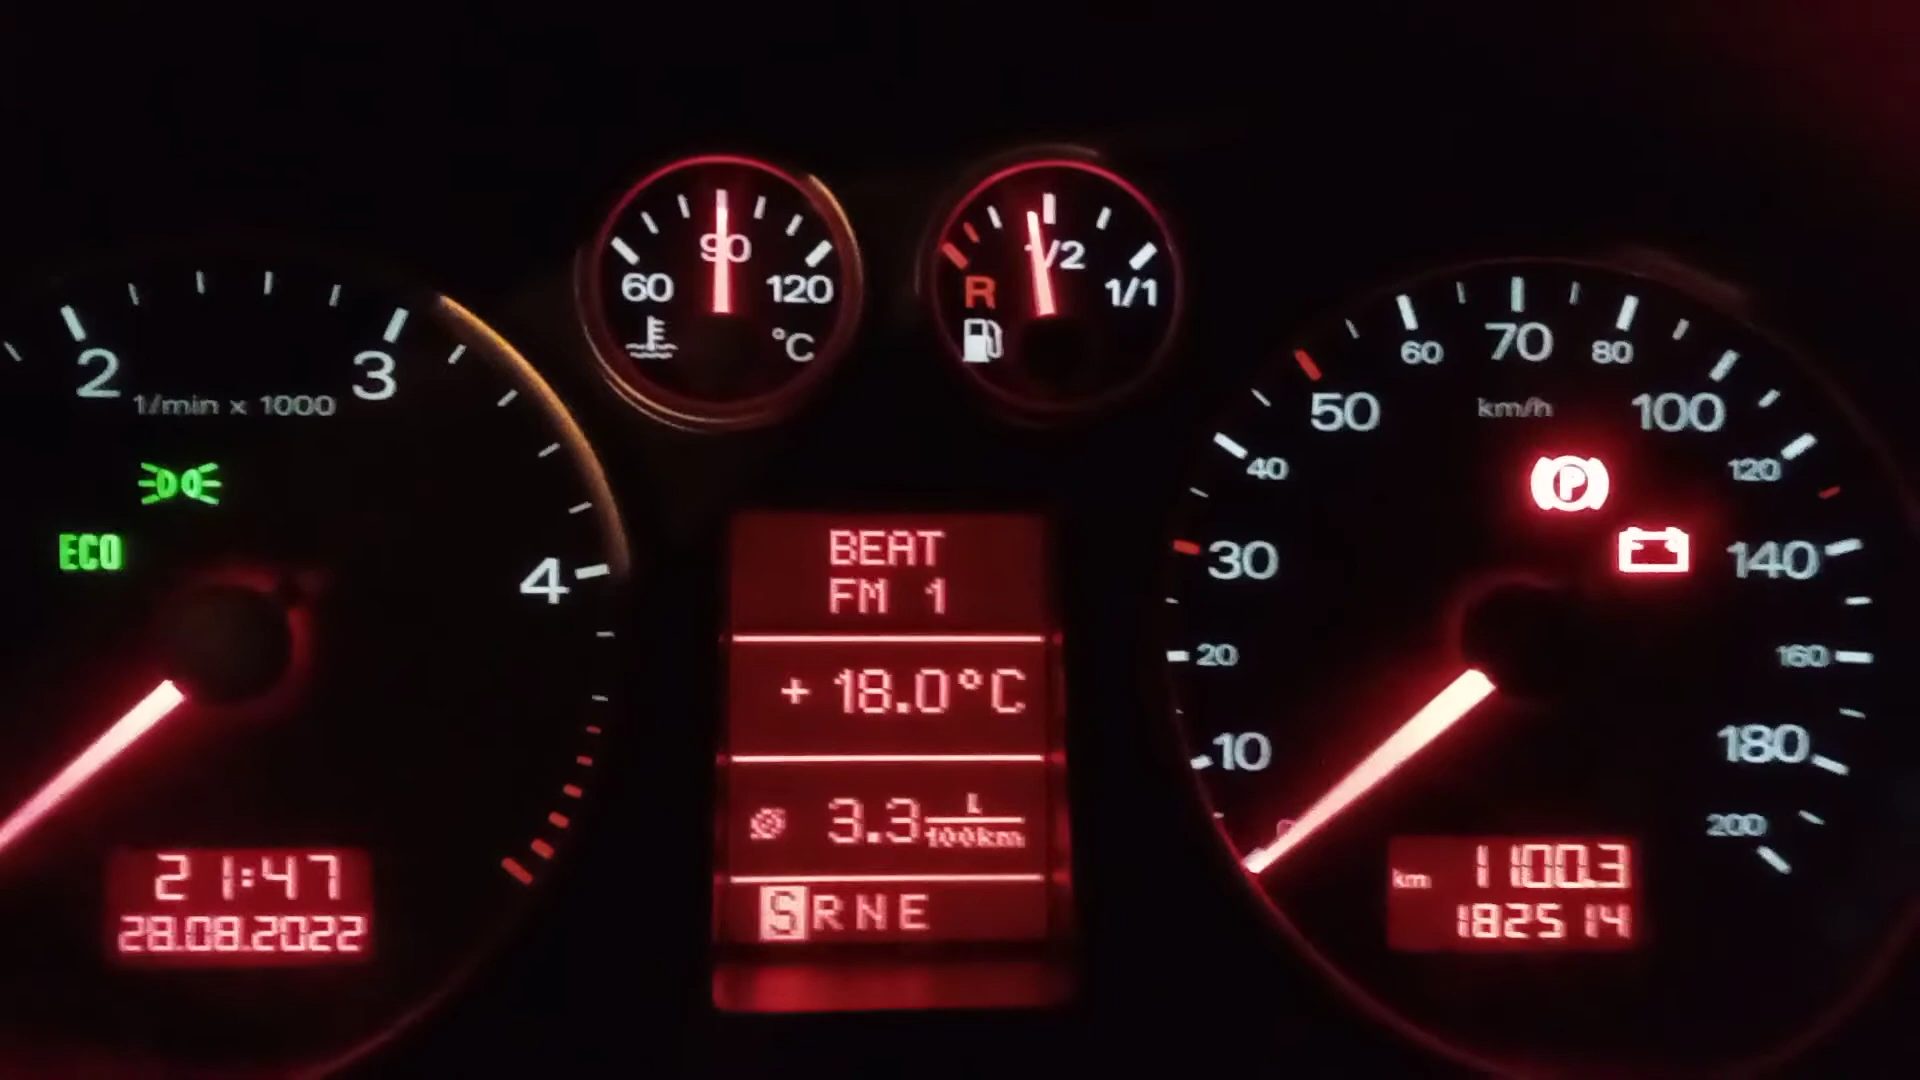 2
3
1/min x 1000
ECO
4
21:47
28.08.2022
60
90
120
°C
R
1/2
1/1
BEAT
FM 1
+ 18.0°C
Ø 3.3 L/100km
S R N E
10
20
30
40
50
60
70
80
100
120
140
160
180
200
km/h
P
km 1100.3
182514